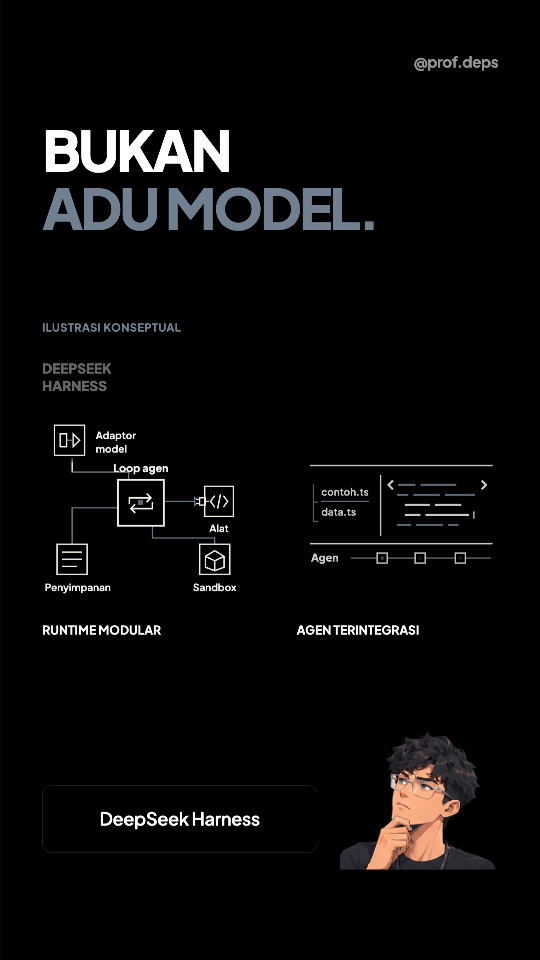 @prof.deps
BUKAN
ADU MODEL.
ILUSTRASI KONSEPTUAL
DEEPSEEK
HARNESS
Adaptor
model
Loop agen
Alat
Penyimpanan
Sandbox
RUNTIME MODULAR
contoh.ts
data.ts
Agen
AGEN TERINTEGRASI
DeepSeek Harness